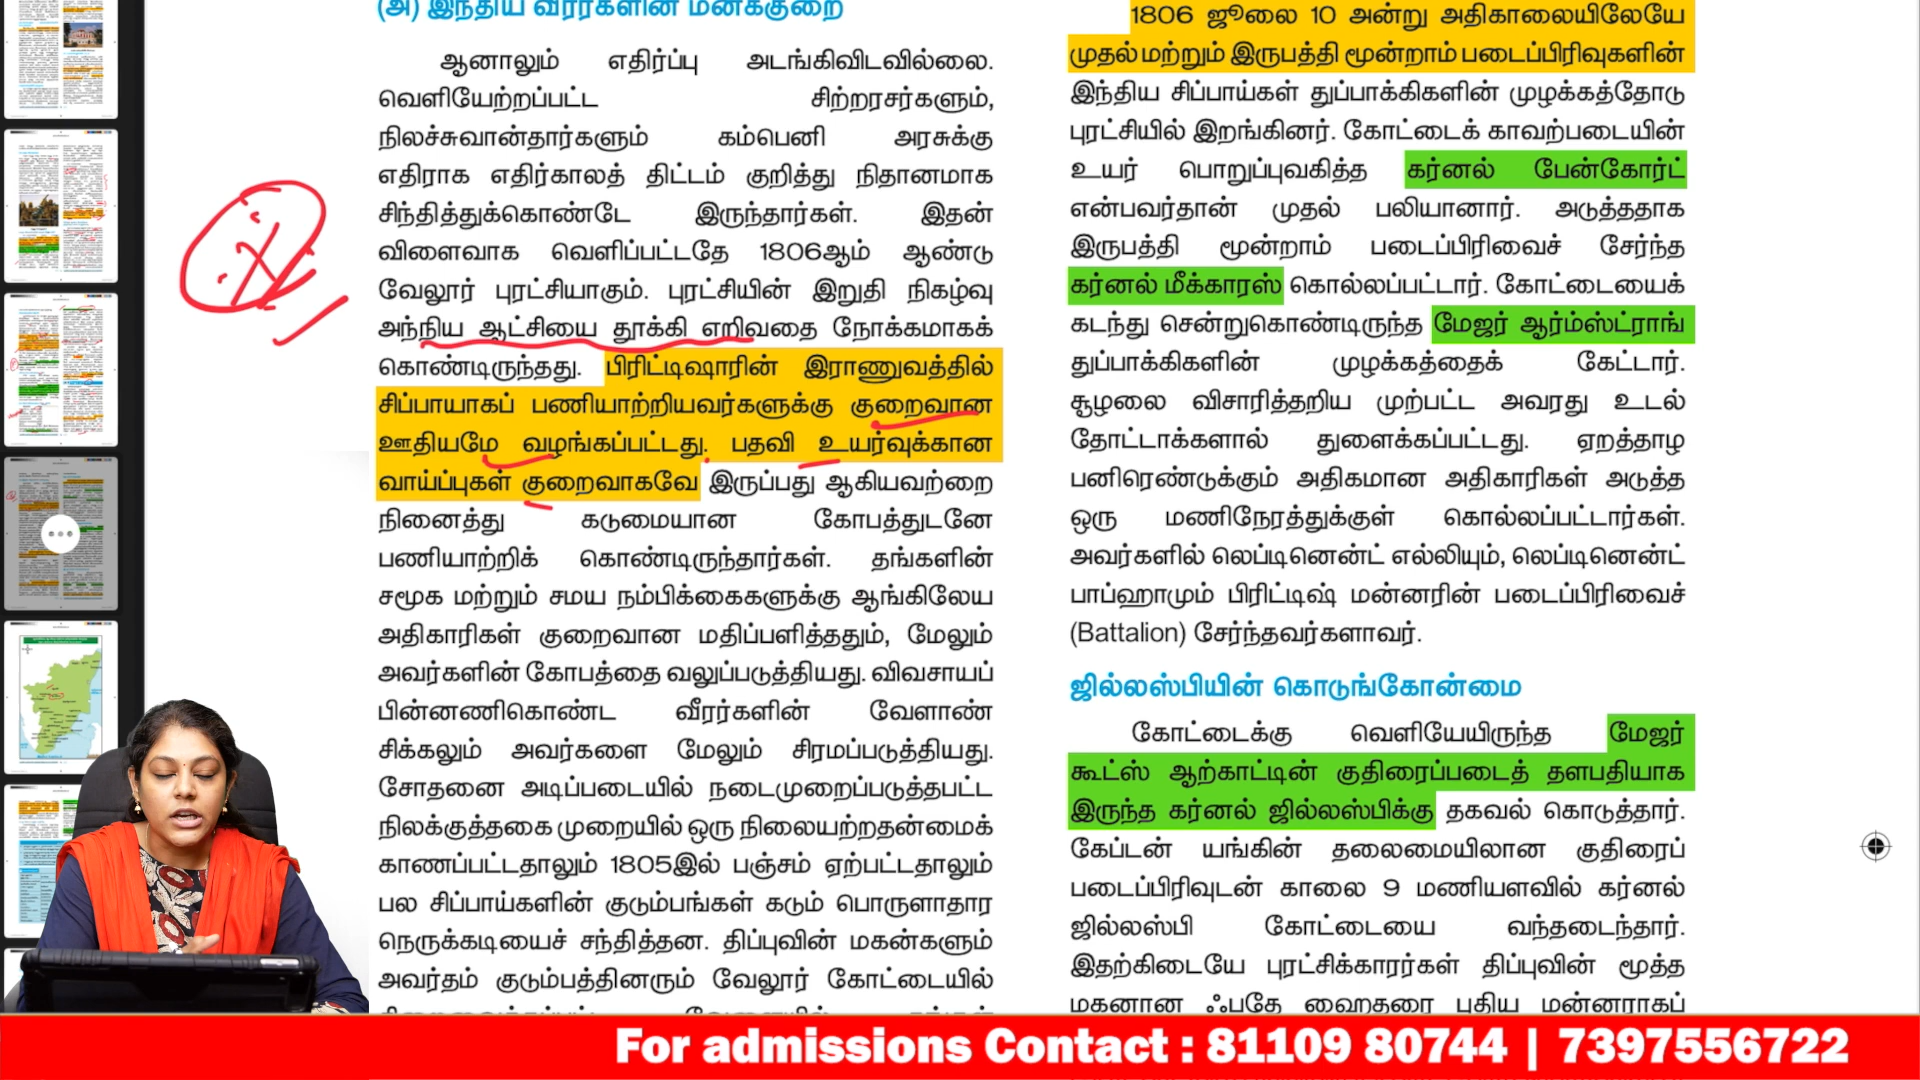 (அ) இந்திய வீரர்களின் மனக்குறை
ஆனாலும் எதிர்ப்பு அடங்கிவிடவில்லை.
வெளியேற்றப்பட்ட சிற்றரசர்களும்,
நிலச்சுவான்தார்களும் கம்பெனி அரசுக்கு
எதிராக எதிர்காலத் திட்டம் குறித்து நிதானமாக
சிந்தித்துக்கொண்டே இருந்தார்கள். இதன்
விளைவாக வெளிப்பட்டதே 1806ஆம் ஆண்டு
வேலூர் புரட்சியாகும். புரட்சியின் இறுதி நிகழ்வு
அந்நிய ஆட்சியை தூக்கி எறிவதை நோக்கமாகக்
கொண்டிருந்தது. பிரிட்டிஷாரின் இராணுவத்தில்
சிப்பாயாகப் பணியாற்றியவர்களுக்கு குறைவான
ஊதியமே வழங்கப்பட்டது. பதவி உயர்வுக்கான
வாய்ப்புகள் குறைவாகவே இருப்பது ஆகியவற்றை
நினைத்து கடுமையான கோபத்துடனே
பணியாற்றிக் கொண்டிருந்தார்கள். தங்களின்
சமூக மற்றும் சமய நம்பிக்கைகளுக்கு ஆங்கிலேய
அதிகாரிகள் குறைவான மதிப்பளித்ததும், மேலும்
அவர்களின் கோபத்தை வலுப்படுத்தியது. விவசாயப்
பின்னணிகொண்ட வீரர்களின் வேளாண்
சிக்கலும் அவர்களை மேலும் சிரமப்படுத்தியது.
சோதனை அடிப்படையில் நடைமுறைப்படுத்தபட்ட
நிலக்குத்தகை முறையில் ஒரு நிலையற்றதன்மைக்
காணப்பட்டதாலும் 1805இல் பஞ்சம் ஏற்பட்டதாலும்
பல சிப்பாய்களின் குடும்பங்கள் கடும் பொருளாதார
நெருக்கடியைச் சந்தித்தன. திப்புவின் மகன்களும்
அவர்தம் குடும்பத்தினரும் வேலூர் கோட்டையில்
1806 ஜூலை 10 அன்று அதிகாலையிலேயே
முதல் மற்றும் இருபத்தி மூன்றாம் படைப்பிரிவுகளின்
இந்திய சிப்பாய்கள் துப்பாக்கிகளின் முழக்கத்தோடு
புரட்சியில் இறங்கினர். கோட்டைக் காவற்படையின்
உயர் பொறுப்புவகித்த கர்னல் பேன்கோர்ட்
என்பவர்தான் முதல் பலியானார். அடுத்ததாக
இருபத்தி மூன்றாம் படைப்பிரிவைச் சேர்ந்த
கர்னல் மீக்காரஸ் கொல்லப்பட்டார். கோட்டையைக்
கடந்து சென்றுகொண்டிருந்த மேஜர் ஆர்ம்ஸ்ட்ராங்
துப்பாக்கிகளின் முழக்கத்தைக் கேட்டார்.
சூழலை விசாரித்தறிய முற்பட்ட அவரது உடல்
தோட்டாக்களால் துளைக்கப்பட்டது. ஏறத்தாழ
பனிரெண்டுக்கும் அதிகமான அதிகாரிகள் அடுத்த
ஒரு மணிநேரத்துக்குள் கொல்லப்பட்டார்கள்.
அவர்களில் லெப்டினென்ட் எல்லியும், லெப்டினென்ட்
பாப்ஹாமும் பிரிட்டிஷ் மன்னரின் படைப்பிரிவைச்
(Battalion) சேர்ந்தவர்களாவர்.
ஜில்லஸ்பியின் கொடுங்கோன்மை
கோட்டைக்கு வெளியேயிருந்த மேஜர்
கூட்ஸ் ஆற்காட்டின் குதிரைப்படைத் தளபதியாக
இருந்த கர்னல் ஜில்லஸ்பிக்கு தகவல் கொடுத்தார்.
கேப்டன் யங்கின் தலைமையிலான குதிரைப்
படைப்பிரிவுடன் காலை 9 மணியளவில் கர்னல்
ஜில்லஸ்பி கோட்டையை வந்தடைந்தார்.
இதற்கிடையே புரட்சிக்காரர்கள் திப்புவின் மூத்த
மகனான ஃபதே ஹைதரை புதிய மன்னராகப்
For admissions Contact : 81109 80744 | 7397556722